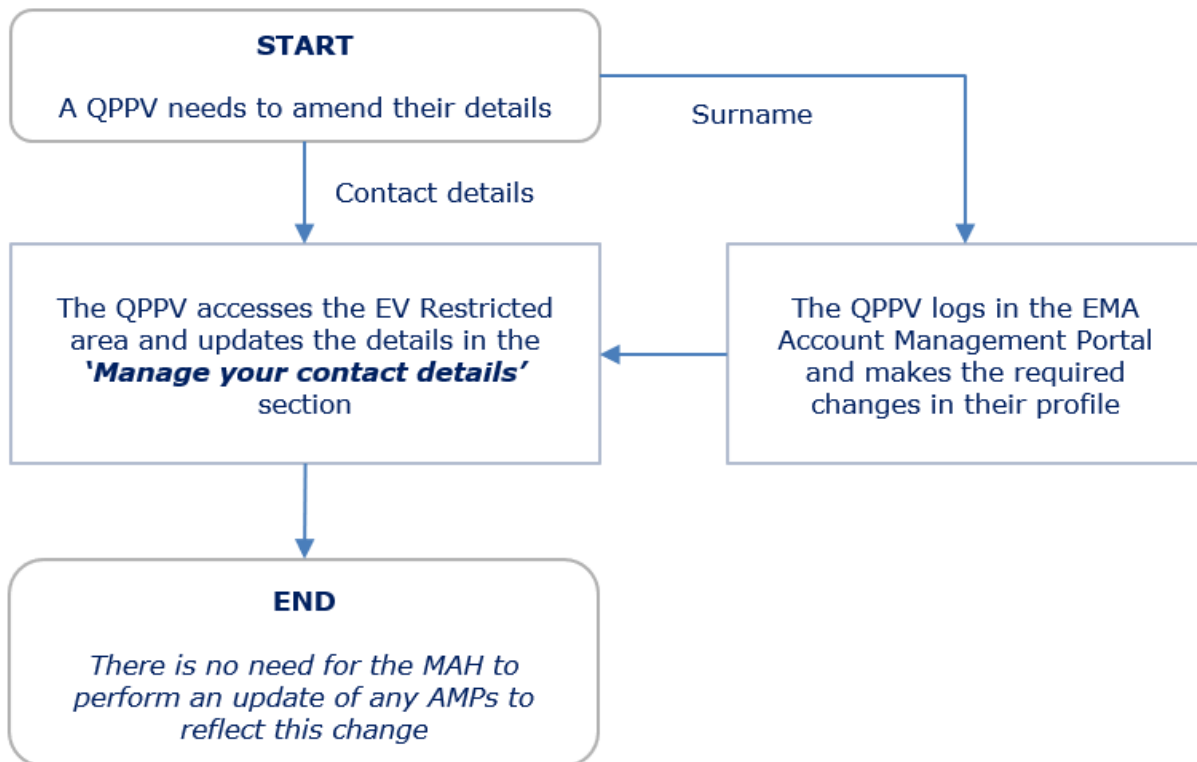 START
A QPPV needs to amend their details
Surname
Contact details
The QPPV accesses the EV Restricted
area and updates the details in the
‘Manage your contact details’
section
The QPPV logs in the EMA
Account Management Portal
and makes the required
changes in their profile
END
There is no need for the MAH to
perform an update of any AMPs to
reflect this change